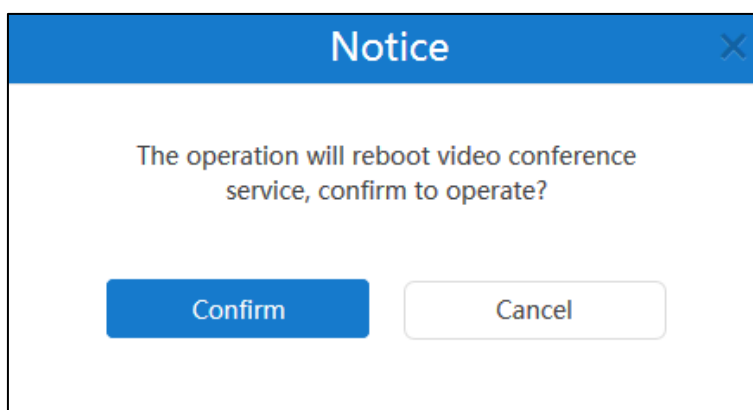 Notice
The operation will reboot video conference
service, confirm to operate?
Confirm
Cancel